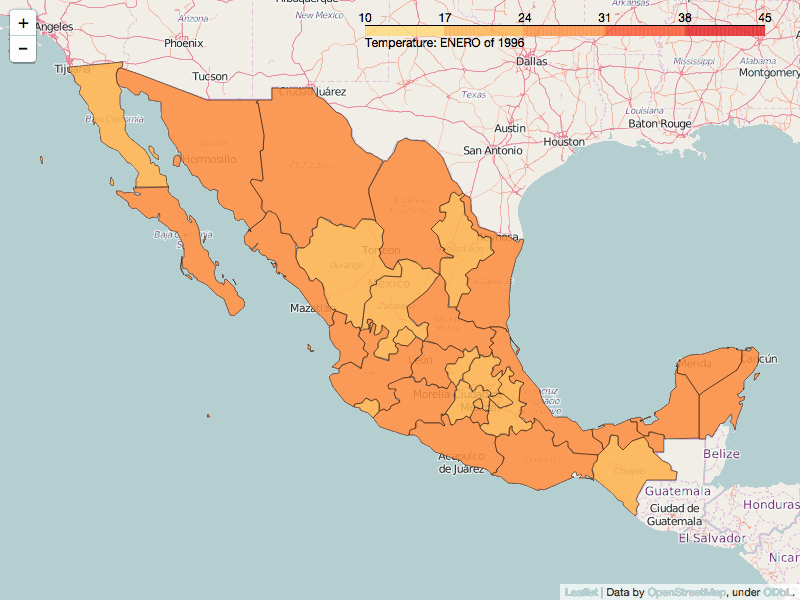 Albuquerque
Arkansas
+
10 17 24 31 38 45
Arizona
New Mexico
Temperature: ENERO of 1996
−
Angeles
Phoenix
Dallas
Mississippi
Alabama
Tijuana
Tucson
Montgomery
Ciudad Juárez
Texas
Louisiana
Baja California
Austin
Baton Rouge
Houston
San Antonio
Hermosillo
Reynosa
Torreón
Durango
México
Mazatlán
León
Mérida
Cancún
Morelia
Acapulco
de Juárez
Chiapas
Belize
Guatemala
Honduras
Ciudad de
Guatemala
El Salvador
Nicar
Leaflet | Data by OpenStreetMap, under ODbL.